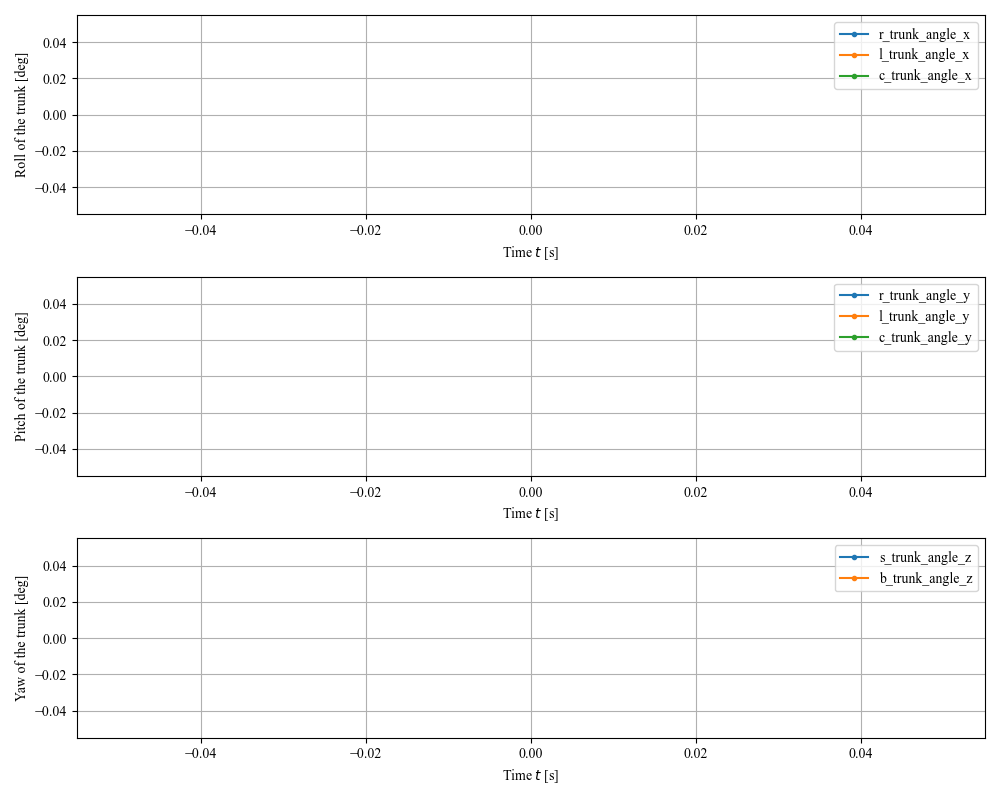 Roll of the trunk [deg]
0.04
0.02
0.00
−0.02
−0.04
r_trunk_angle_x
l_trunk_angle_x
c_trunk_angle_x
−0.04 −0.02 0.00 0.02 0.04
Time t [s]
Pitch of the trunk [deg]
0.04
0.02
0.00
−0.02
−0.04
r_trunk_angle_y
l_trunk_angle_y
c_trunk_angle_y
−0.04 −0.02 0.00 0.02 0.04
Time t [s]
Yaw of the trunk [deg]
0.04
0.02
0.00
−0.02
−0.04
s_trunk_angle_z
b_trunk_angle_z
−0.04 −0.02 0.00 0.02 0.04
Time t [s]